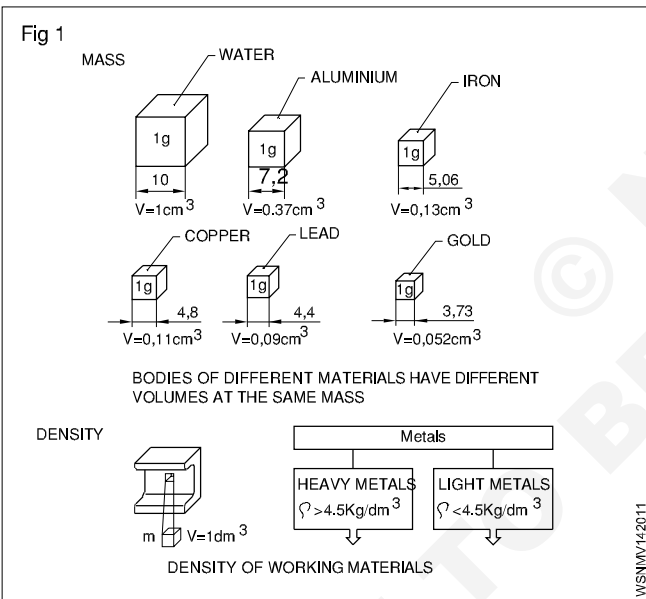 Fig 1
MASS
WATER
ALUMINIUM
IRON
1g
1g
1g
10
7,2
5,06
V=1cm³
V=0.37cm³
V=0,13cm³
COPPER
LEAD
GOLD
1g
1g
1g
4,8
4,4
3,73
V=0,11cm³
V=0,09cm³
V=0,052cm³
BODIES OF DIFFERENT MATERIALS HAVE DIFFERENT
VOLUMES AT THE SAME MASS
DENSITY
Metals
HEAVY METALS
ρ>4.5Kg/dm³
LIGHT METALS
ρ<4.5Kg/dm³
m
V=1dm³
DENSITY OF WORKING MATERIALS
WSNMV142011
©
TO B